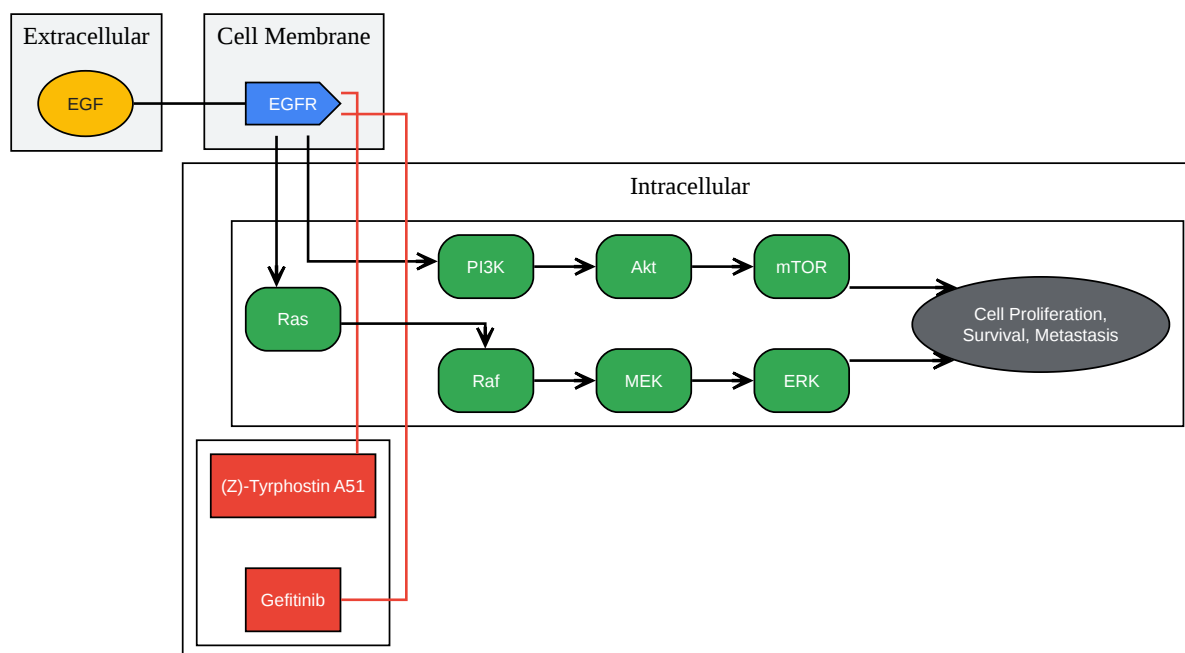 Extracellular
Cell Membrane
EGF
EGFR
Intracellular
PI3K
Akt
mTOR
Ras
Cell Proliferation,
Survival, Metastasis
Raf
MEK
ERK
(Z)-Tyrphostin A51
Gefitinib